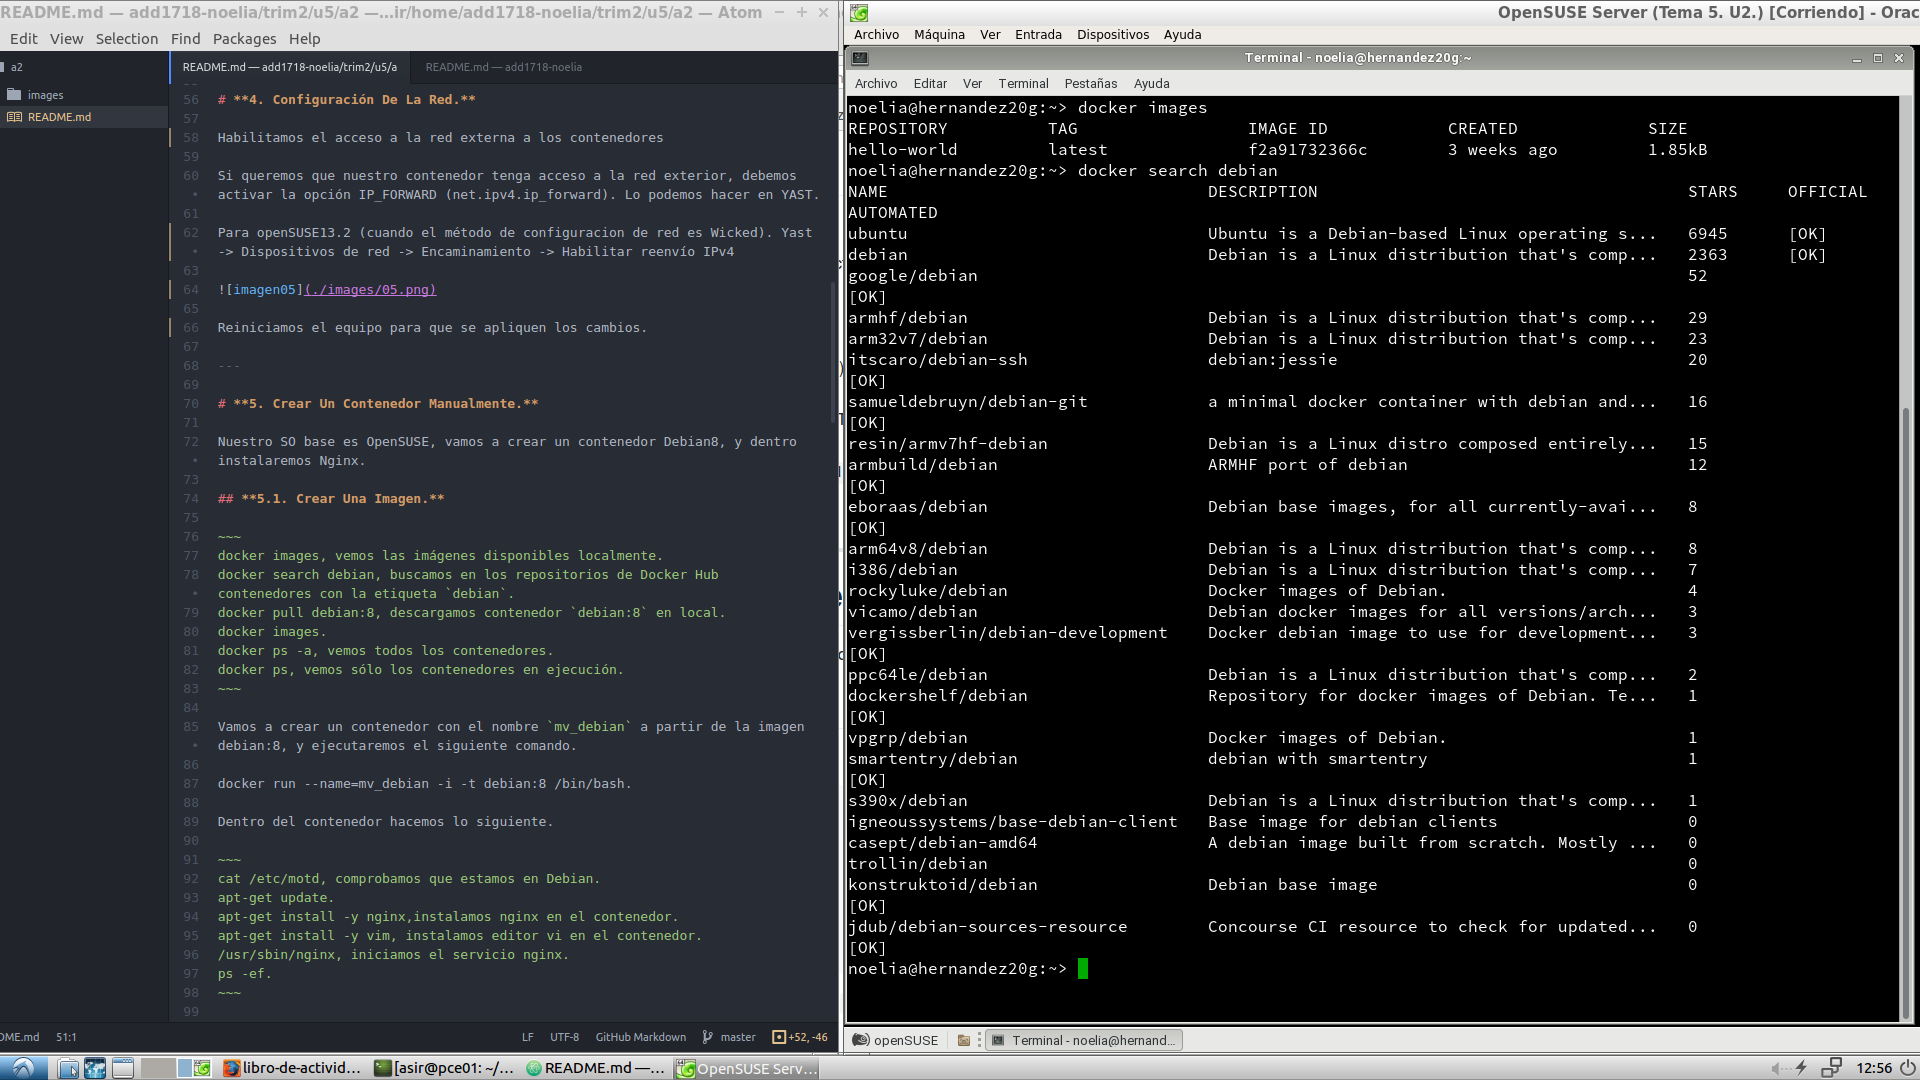 README.md — add1718-noelia/trim2/u5/a2 —...ir/home/add1718-noelia/trim2/u5/a2 — Atom
Edit View Selection Find Packages Help
a2
images
README.md
README.md — add1718-noelia/trim2/u5/a
README.md — add1718-noelia
56 # **4. Configuración De La Red.**
57
58 Habilitamos el acceso a la red externa a los contenedores
59
60 Si queremos que nuestro contenedor tenga acceso a la red exterior, debemos
• activar la opción IP_FORWARD (net.ipv4.ip_forward). Lo podemos hacer en YAST.
61
62 Para openSUSE13.2 (cuando el método de configuracion de red es Wicked). Yast
• -> Dispositivos de red -> Encaminamiento -> Habilitar reenvío IPv4
63
64 ![imagen05](./images/05.png)
65
66 Reiniciamos el equipo para que se apliquen los cambios.
67
68 ---
69
70 # **5. Crear Un Contenedor Manualmente.**
71
72 Nuestro SO base es OpenSUSE, vamos a crear un contenedor Debian8, y dentro
• instalaremos Nginx.
73
74 ## **5.1. Crear Una Imagen.**
75
76 ~~~
77 docker images, vemos las imágenes disponibles localmente.
78 docker search debian, buscamos en los repositorios de Docker Hub
• contenedores con la etiqueta `debian`.
79 docker pull debian:8, descargamos contenedor `debian:8` en local.
80 docker images.
81 docker ps -a, vemos todos los contenedores.
82 docker ps, vemos sólo los contenedores en ejecución.
83 ~~~
84
85 Vamos a crear un contenedor con el nombre `mv_debian` a partir de la imagen
• debian:8, y ejecutaremos el siguiente comando.
86
87 docker run --name=mv_debian -i -t debian:8 /bin/bash.
88
89 Dentro del contenedor hacemos lo siguiente.
90
91 ~~~
92 cat /etc/motd, comprobamos que estamos en Debian.
93 apt-get update.
94 apt-get install -y nginx,instalamos nginx en el contenedor.
95 apt-get install -y vim, instalamos editor vi en el contenedor.
96 /usr/sbin/nginx, iniciamos el servicio nginx.
97 ps -ef.
98 ~~~
99
OME.md 51:1 LF UTF-8 GitHub Markdown master +52, -46
OpenSUSE Server (Tema 5. U2.) [Corriendo] - Orac
Archivo Máquina Ver Entrada Dispositivos Ayuda
Terminal - noelia@hernandez20g:~
Archivo Editar Ver Terminal Pestañas Ayuda
noelia@hernandez20g:~> docker images
REPOSITORY TAG IMAGE ID CREATED SIZE
hello-world latest f2a91732366c 3 weeks ago 1.85kB
noelia@hernandez20g:~> docker search debian
NAME DESCRIPTION STARS OFFICIAL
AUTOMATED
ubuntu Ubuntu is a Debian-based Linux operating s... 6945 [OK]
debian Debian is a Linux distribution that's comp... 2363 [OK]
google/debian 52
[OK]
armhf/debian Debian is a Linux distribution that's comp... 29
arm32v7/debian Debian is a Linux distribution that's comp... 23
itscaro/debian-ssh debian:jessie 20
[OK]
samueldebruyn/debian-git a minimal docker container with debian and... 16
[OK]
resin/armv7hf-debian Debian is a Linux distro composed entirely... 15
armbuild/debian ARMHF port of debian 12
[OK]
eboraas/debian Debian base images, for all currently-avai... 8
[OK]
arm64v8/debian Debian is a Linux distribution that's comp... 8
i386/debian Debian is a Linux distribution that's comp... 7
rockyluke/debian Docker images of Debian. 4
vicamo/debian Debian docker images for all versions/arch... 3
vergissberlin/debian-development Docker debian image to use for development... 3
[OK]
ppc64le/debian Debian is a Linux distribution that's comp... 2
dockershelf/debian Repository for docker images of Debian. Te... 1
[OK]
vpgrp/debian Docker images of Debian. 1
smartentry/debian debian with smartentry 1
[OK]
s390x/debian Debian is a Linux distribution that's comp... 1
igneoussystems/base-debian-client Base image for debian clients 0
casept/debian-amd64 A debian image built from scratch. Mostly ... 0
trollin/debian 0
konstruktoid/debian Debian base image 0
[OK]
jdub/debian-sources-resource Concourse CI resource to check for updated... 0
[OK]
noelia@hernandez20g:~>
openSUSE Terminal - noelia@hernand...
libro-de-activid... [asir@pce01: ~/... README.md —... OpenSUSE Serv... 12:56